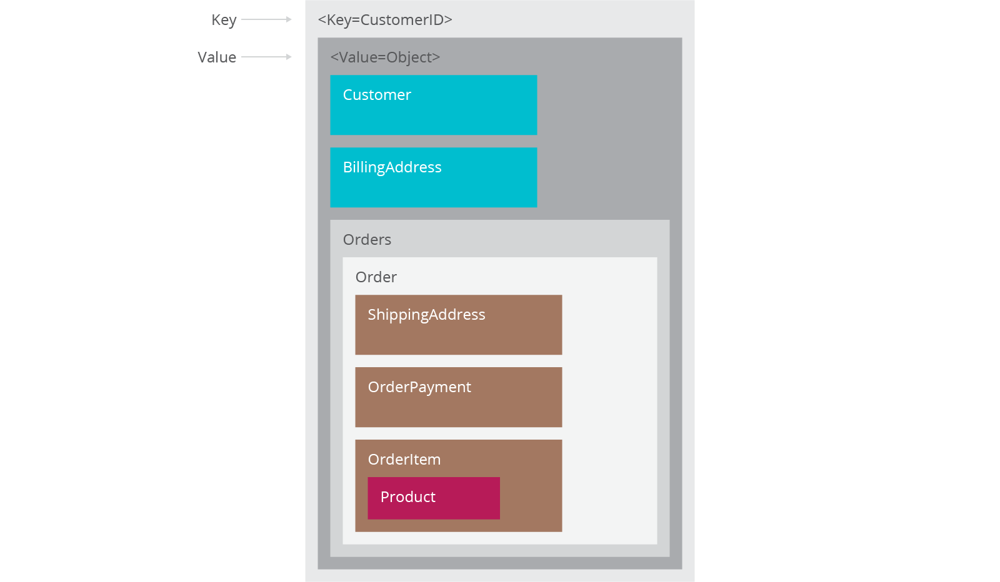 Key
<Key=CustomerID>
Value
<Value=Object>
Customer
BillingAddress
Orders
Order
ShippingAddress
OrderPayment
OrderItem
Product